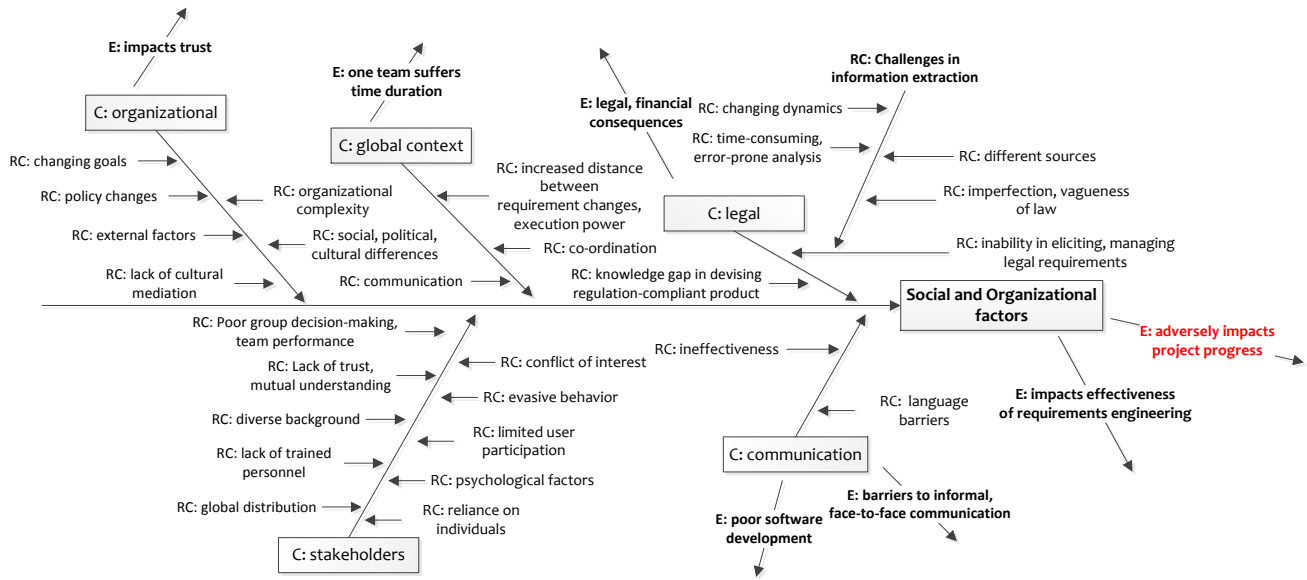 E: impacts trust
C: organizational
RC: changing goals
RC: policy changes
RC: organizational
complexity
RC: external factors
RC: social, political,
cultural differences
RC: lack of cultural
mediation
E: one team suffers
time duration
C: global context
RC: increased distance
between
requirement changes,
execution power
RC: co-ordination
RC: communication
E: legal, financial
consequences
C: legal
RC: Challenges in
information extraction
RC: changing dynamics
RC: time-consuming,
error-prone analysis
RC: different sources
RC: imperfection, vagueness
of law
RC: inability in eliciting, managing
legal requirements
RC: knowledge gap in devising
regulation-compliant product
Social and Organizational
factors
E: adversely impacts
project progress
E: impacts effectiveness
of requirements engineering
RC: Poor group decision-making,
team performance
RC: conflict of interest
RC: Lack of trust,
mutual understanding
RC: evasive behavior
RC: diverse background
RC: limited user
participation
RC: lack of trained
personnel
RC: psychological factors
RC: global distribution
RC: reliance on
individuals
C: stakeholders
RC: ineffectiveness
RC: language
barriers
C: communication
E: poor software
development
E: barriers to informal,
face-to-face communication